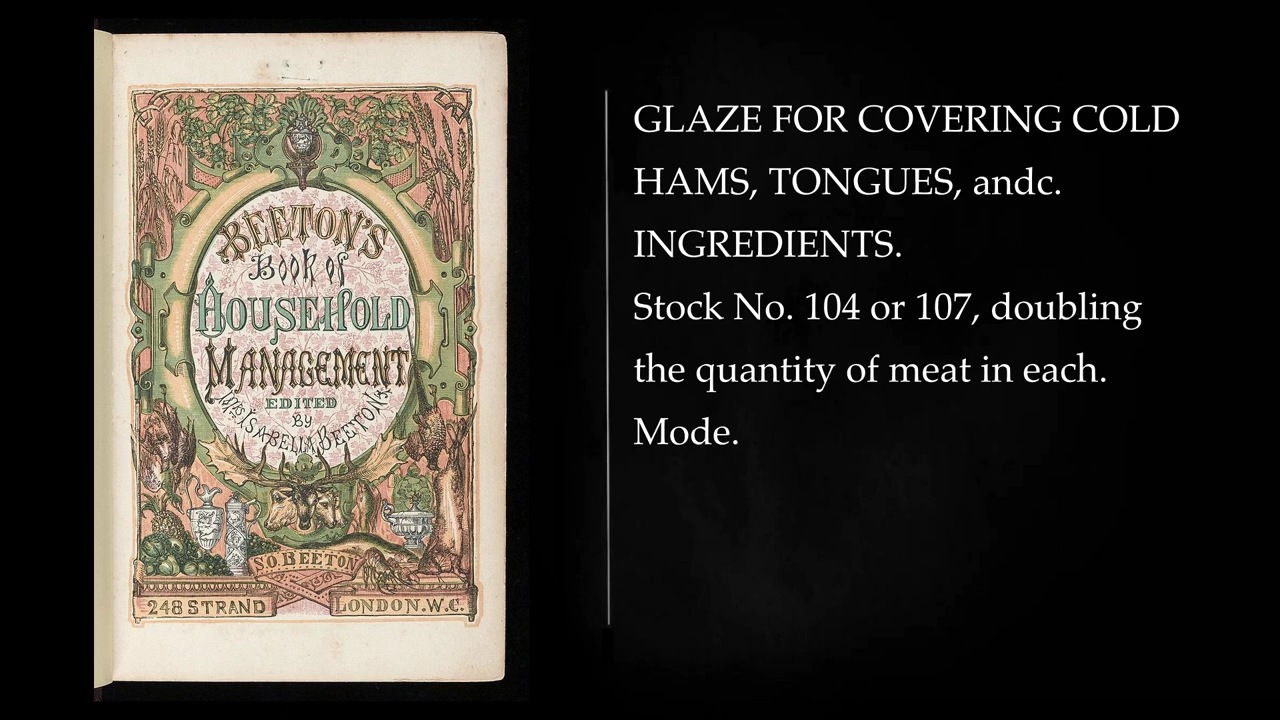 BEETON'S
Book of
HOUSEHOLD
MANAGEMENT
EDITED
By
MRS ISABELLA BEETON.
S.O. BEETON
248 STRAND
LONDON.W.C.
GLAZE FOR COVERING COLD
HAMS, TONGUES, andc.
INGREDIENTS.
Stock No. 104 or 107, doubling
the quantity of meat in each.
Mode.